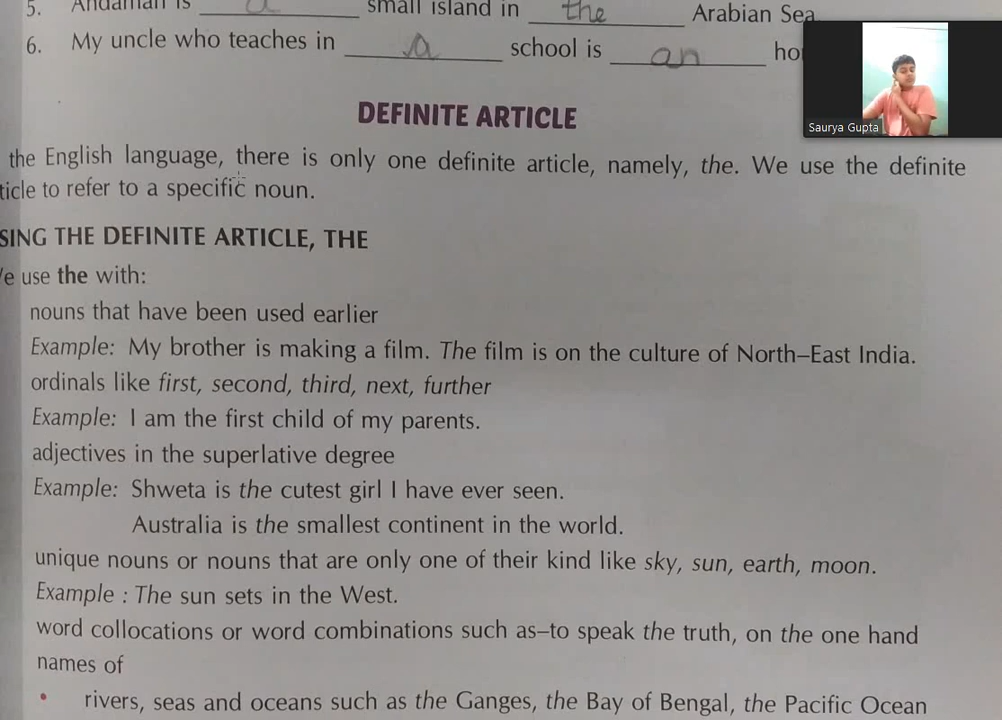 5. Andaman is a small island in the Arabian Sea
6. My uncle who teaches in a school is an
Saurya Gupta
DEFINITE ARTICLE
the English language, there is only one definite article, namely, the. We use the definite
ticle to refer to a specific noun.
SING THE DEFINITE ARTICLE, THE
e use the with:
nouns that have been used earlier
Example: My brother is making a film. The film is on the culture of North–East India.
ordinals like first, second, third, next, further
Example: I am the first child of my parents.
adjectives in the superlative degree
Example: Shweta is the cutest girl I have ever seen.
Australia is the smallest continent in the world.
unique nouns or nouns that are only one of their kind like sky, sun, earth, moon.
Example : The sun sets in the West.
word collocations or word combinations such as–to speak the truth, on the one hand
names of
• rivers, seas and oceans such as the Ganges, the Bay of Bengal, the Pacific Ocean